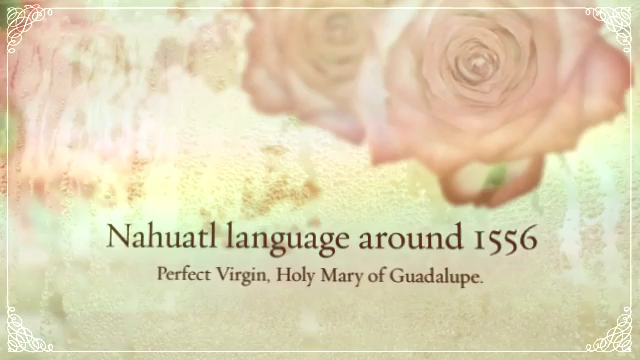 Nahuatl language around 1556
Perfect Virgin, Holy Mary of Guadalupe.